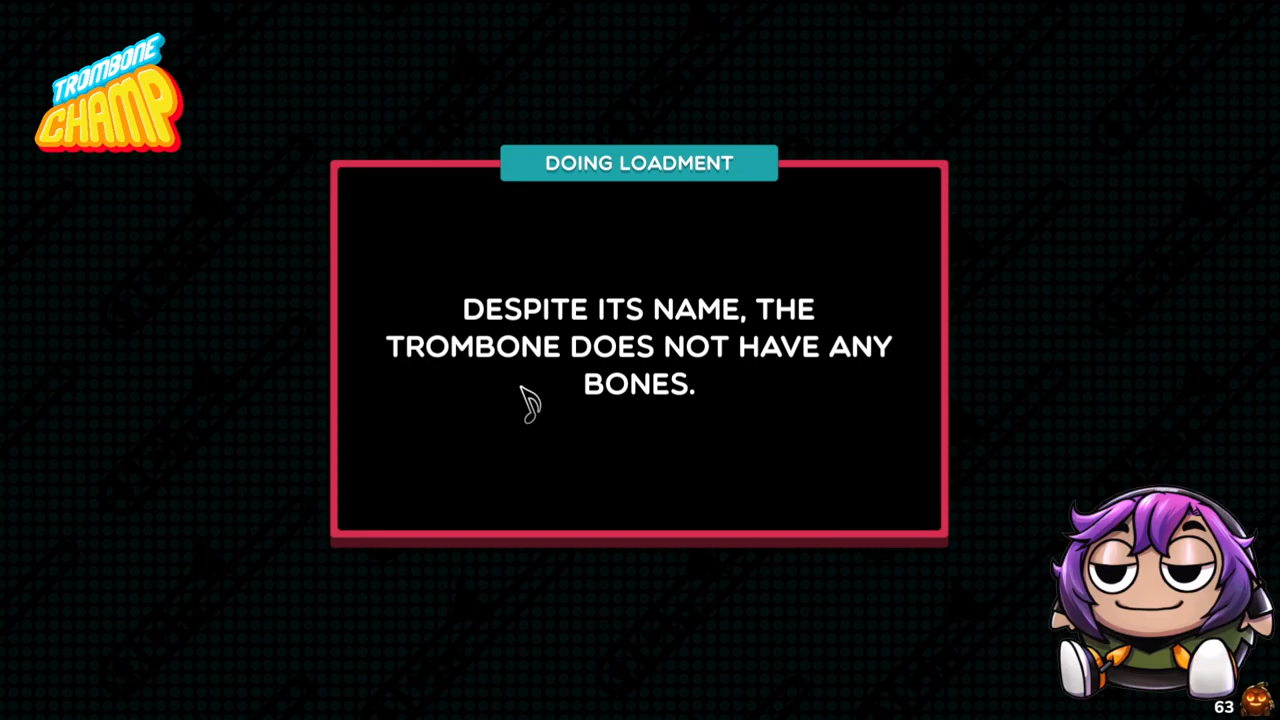 TROMBONE
CHAMP
DOING LOADMENT
DESPITE ITS NAME, THE
TROMBONE DOES NOT HAVE ANY
BONES.
63